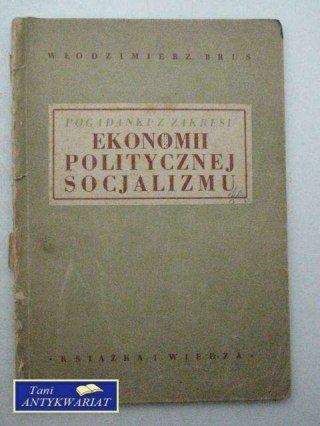 WŁODZIMIERZ BRUS
POGADANKI Z ZAKRESU
EKONOMII
POLITYCZNEJ
SOCJALIZMU
• KSIĄŻKA I WIEDZA •
Tani
ANTYKWARIAT